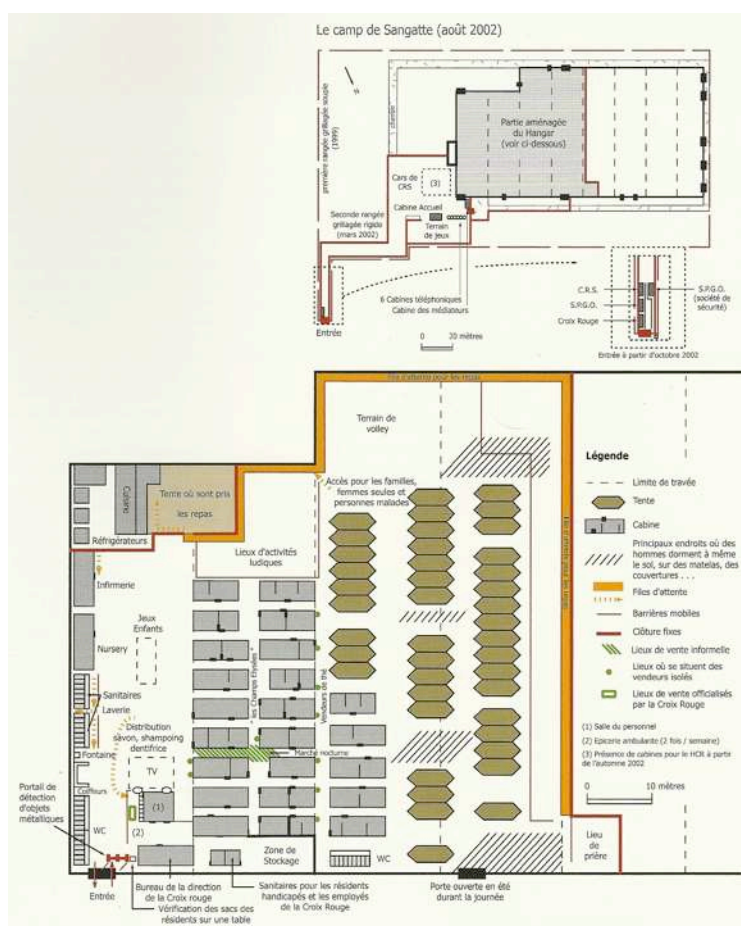 Le camp de Sangatte (août 2002)
première rangée grillagée souple
(1999)
chemin
Partie aménagée
du Hangar
(voir ci-dessous)
Cars de
CRS
(3)
Seconde rangée
grillagée rigide
(mars 2002)
Cabine Accueil
Terrain
de jeux
6 Cabines téléphoniques
Cabine des médiateurs
Entrée
0 20 mètres
C.R.S.
S.P.G.O.
Croix Rouge
S.P.G.O.
(société de
sécurité)
Entrée à partir d'octobre 2002
File d'attente pour les repas
Terrain de
volley
Cuisine
Tente où sont pris
les repas
Accès pour les familles,
femmes seules et
personnes malades
Réfrigérateurs
Lieux d'activités
ludiques
File d'attente pour les repas
Infirmerie
Jeux
Enfants
Nursery
" les Champs Elysées "
Vendeurs de thé
Sanitaires
Laverie
Distribution
savon, shampoing
dentifrice
Fontaine
Marché nocturne
TV
Coiffeurs
Portail de
détection
d'objets
métalliques
(1)
(2)
WC
Zone de
Stockage
WC
Lieu
de
prière
Entrée
Bureau de la direction
de la Croix rouge
Vérification des sacs des
résidents sur une table
Sanitaires pour les résidents
handicapés et les employés
de la Croix Rouge
Porte ouverte en été
durant la journée
Légende
Limite de travée
Tente
Cabine
Principaux endroits où des
hommes dorment à même
le sol, sur des matelas, des
couvertures . . .
Files d'attente
Barrières mobiles
Clôture fixes
Lieux de vente informelle
Lieux où se situent des
vendeurs isolés
Lieux de vente officialisés
par la Croix Rouge
(1) Salle du personnel
(2) Epicerie ambulante (2 fois / semaine)
(3) Présence de cabines pour le HCR à partir
de l'automne 2002
0 10 mètres